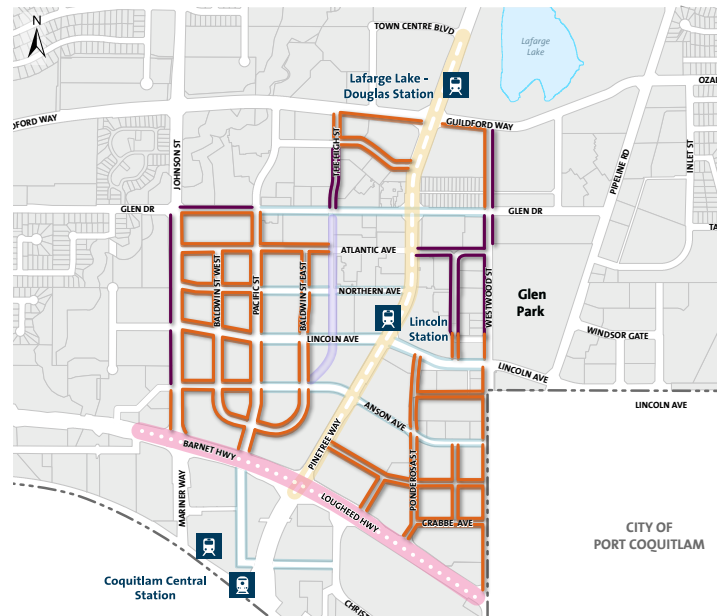 N
TOWN CENTRE BLVD
Lafarge
Lake
Lafarge Lake -
Douglas Station
OZA
DFORD WAY
GUILDFORD WAY
JOHNSON ST
PIPELINE RD
INLET ST
GLEN DR
GLEN DR
TA
ATLANTIC AVE
BALDWIN ST WEST
PACIFIC ST
BALDWIN ST EAST
WESTWOOD ST
NORTHERN AVE
Glen
Park
Lincoln
Station
WINDSOR GATE
LINCOLN AVE
LINCOLN AVE
LINCOLN AVE
ANSON AVE
PINETREE WAY
BARNET HWY
PONDEROSA ST
MARINER WAY
LOUGHEED HWY
CRABBE AVE
CITY OF
PORT COQUITLAM
Coquitlam Central
Station
CHRIST